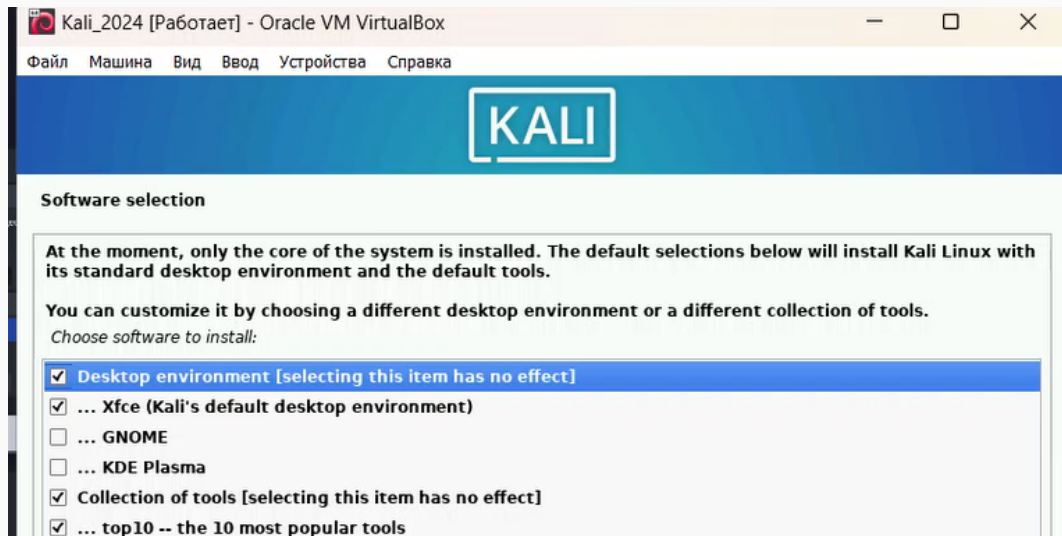 Kali_2024 [Работает] - Oracle VM VirtualBox
Файл Машина Вид Ввод Устройства Справка
KALI
Software selection
At the moment, only the core of the system is installed. The default selections below will install Kali Linux with
its standard desktop environment and the default tools.
You can customize it by choosing a different desktop environment or a different collection of tools.
Choose software to install:
Desktop environment [selecting this item has no effect]
... Xfce (Kali's default desktop environment)
... GNOME
... KDE Plasma
Collection of tools [selecting this item has no effect]
... top10 -- the 10 most popular tools